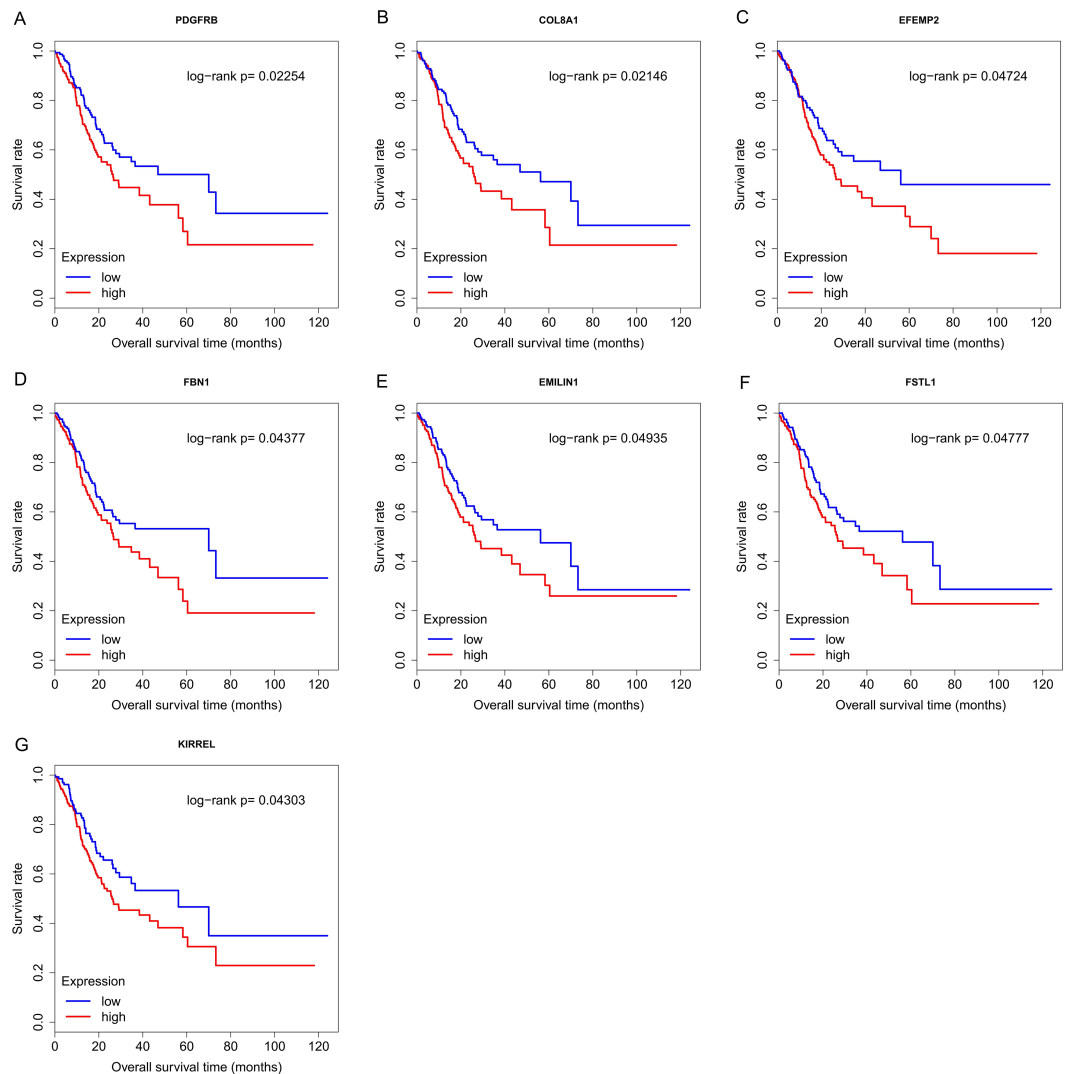 A
PDGFRB
log−rank p= 0.02254
Survival rate
0.0 0.2 0.4 0.6 0.8 1.0
Expression
low
high
0 20 40 60 80 100 120
Overall survival time (months)
B
COL8A1
log−rank p= 0.02146
Survival rate
0.0 0.2 0.4 0.6 0.8 1.0
Expression
low
high
0 20 40 60 80 100 120
Overall survival time (months)
C
EFEMP2
log−rank p= 0.04724
Survival rate
0.0 0.2 0.4 0.6 0.8 1.0
Expression
low
high
0 20 40 60 80 100 120
Overall survival time (months)
D
FBN1
log−rank p= 0.04377
Survival rate
0.0 0.2 0.4 0.6 0.8 1.0
Expression
low
high
0 20 40 60 80 100 120
Overall survival time (months)
E
EMILIN1
log−rank p= 0.04935
Survival rate
0.0 0.2 0.4 0.6 0.8 1.0
Expression
low
high
0 20 40 60 80 100 120
Overall survival time (months)
F
FSTL1
log−rank p= 0.04777
Survival rate
0.0 0.2 0.4 0.6 0.8 1.0
Expression
low
high
0 20 40 60 80 100 120
Overall survival time (months)
G
KIRREL
log−rank p= 0.04303
Survival rate
0.0 0.2 0.4 0.6 0.8 1.0
Expression
low
high
0 20 40 60 80 100 120
Overall survival time (months)